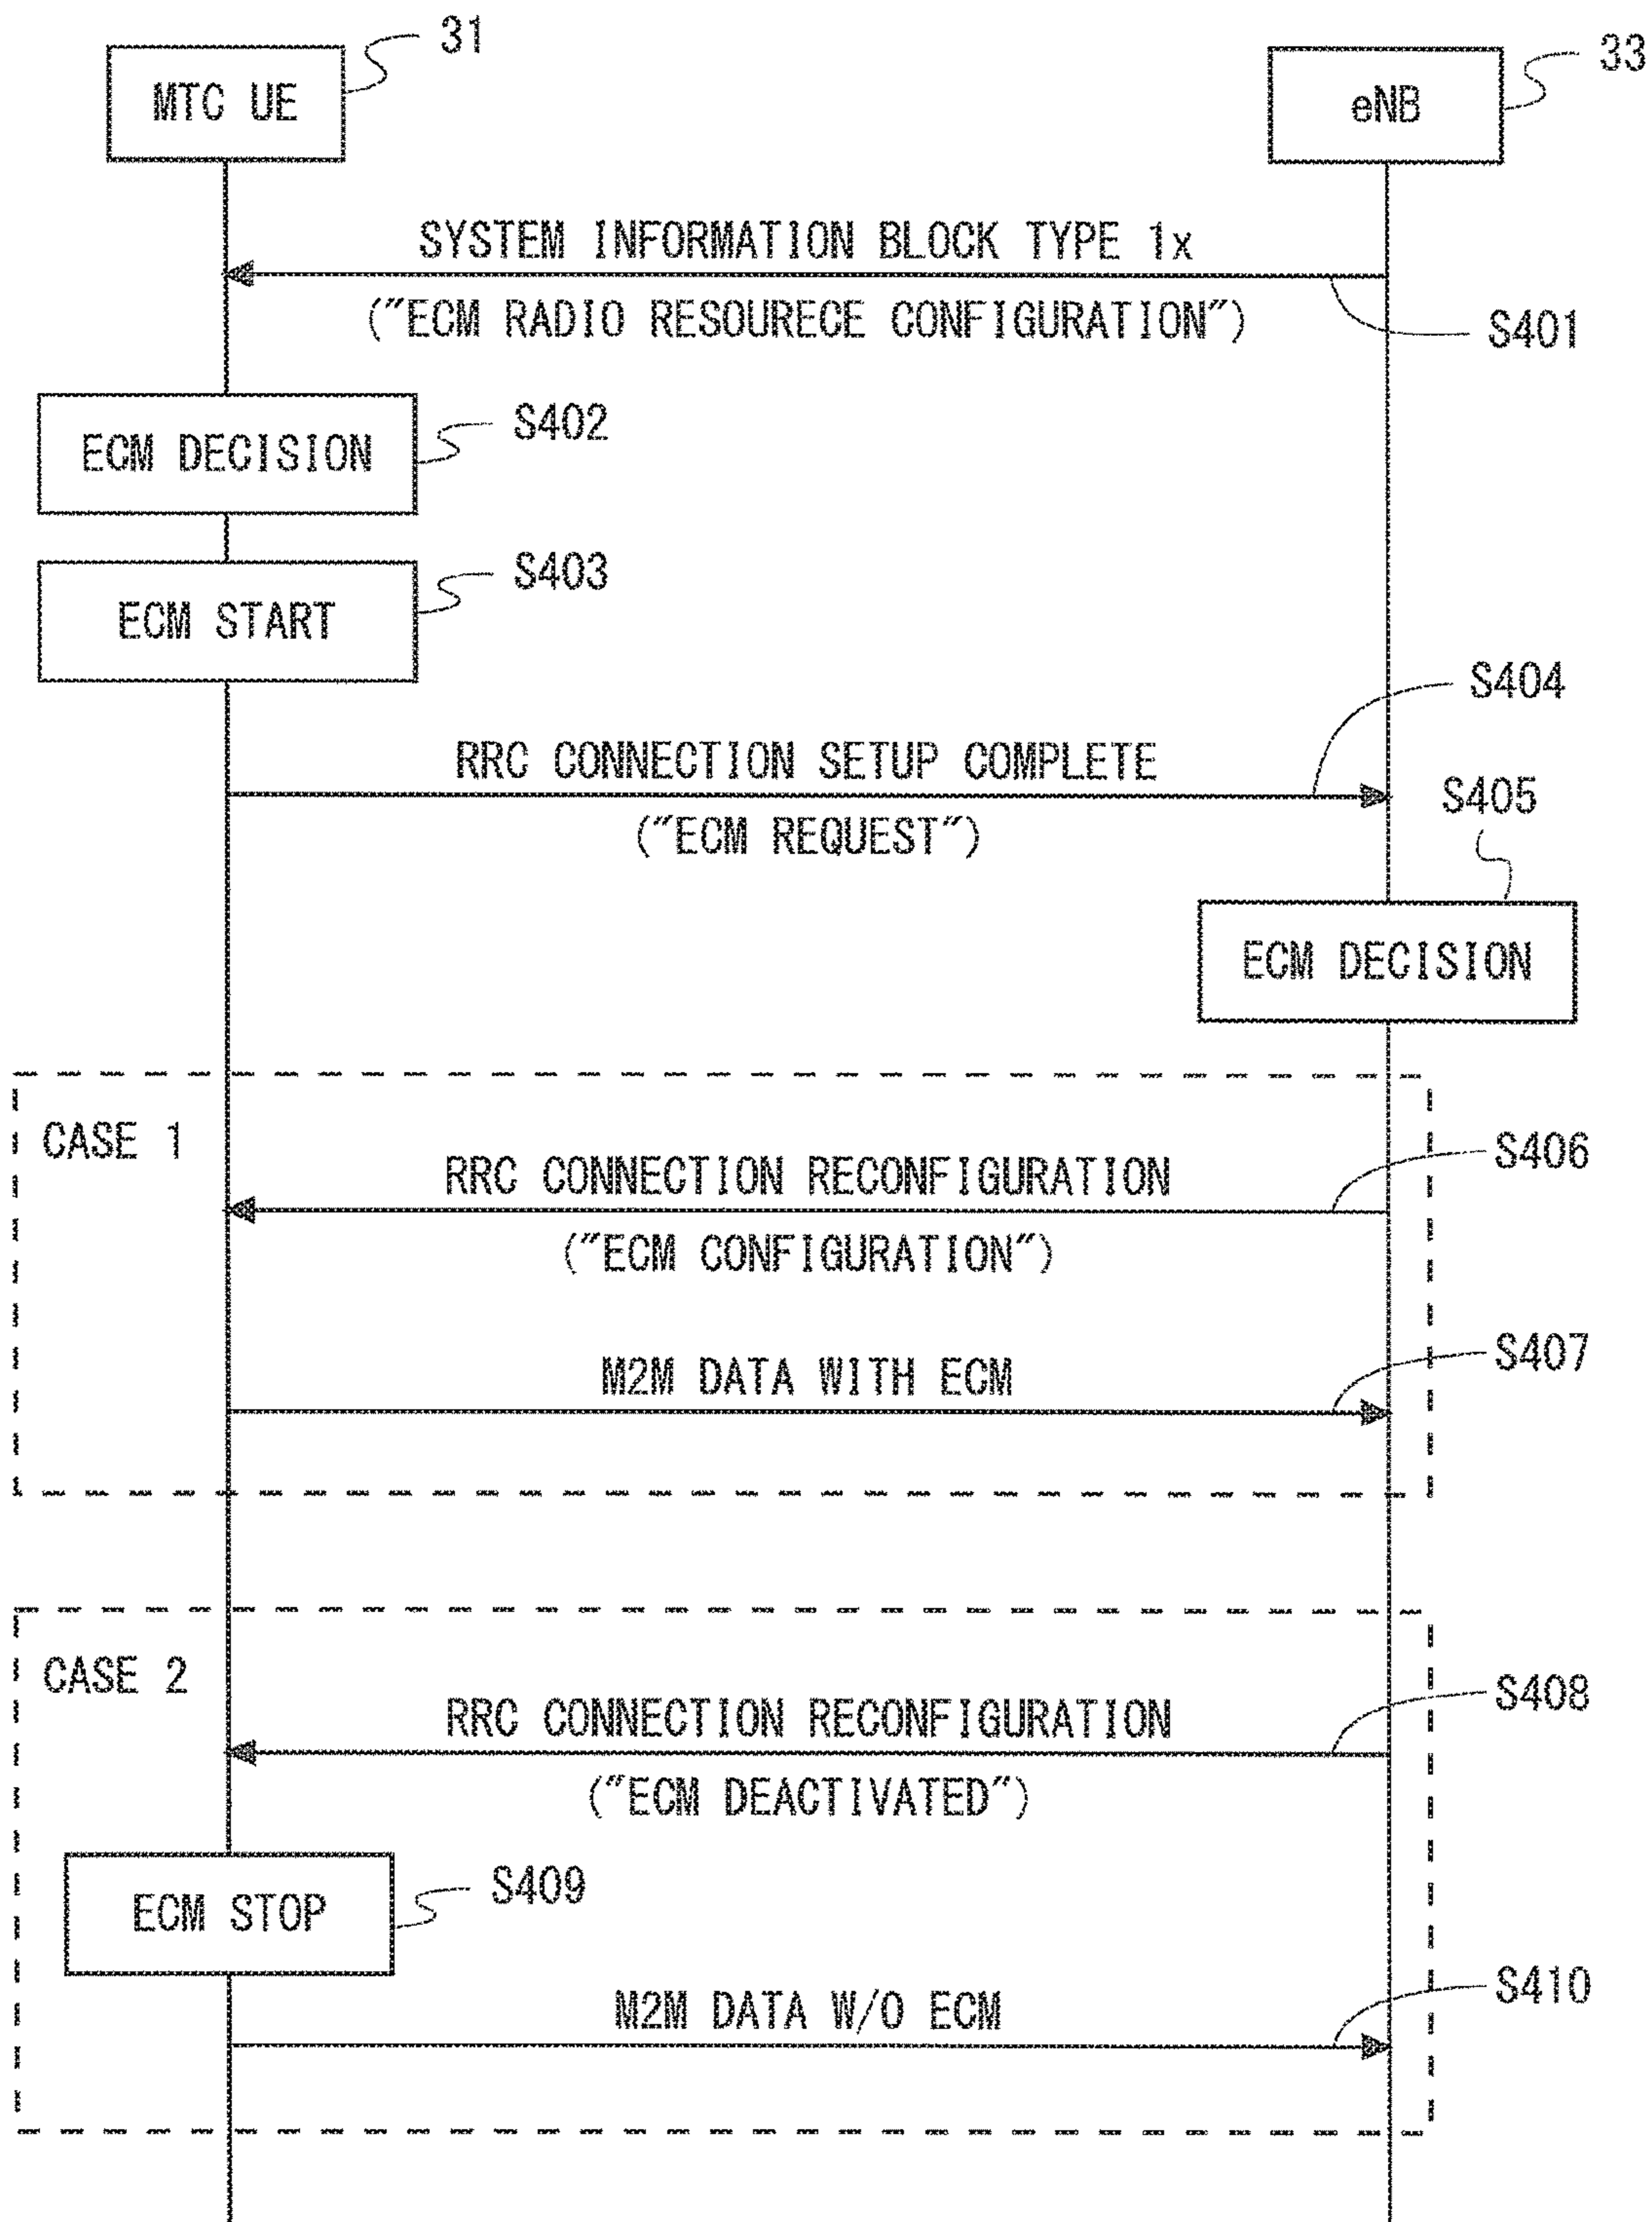 31
33
MTC UE
eNB
SYSTEM INFORMATION BLOCK TYPE 1x
("ECM RADIO RESOURECE CONFIGURATION")
S401
ECM DECISION
S402
ECM START
S403
S404
RRC CONNECTION SETUP COMPLETE
("ECM REQUEST")
S405
ECM DECISION
CASE 1
RRC CONNECTION RECONFIGURATION
S406
("ECM CONFIGURATION")
M2M DATA WITH ECM
S407
CASE 2
RRC CONNECTION RECONFIGURATION
S408
("ECM DEACTIVATED")
ECM STOP
S409
M2M DATA W/O ECM
S410